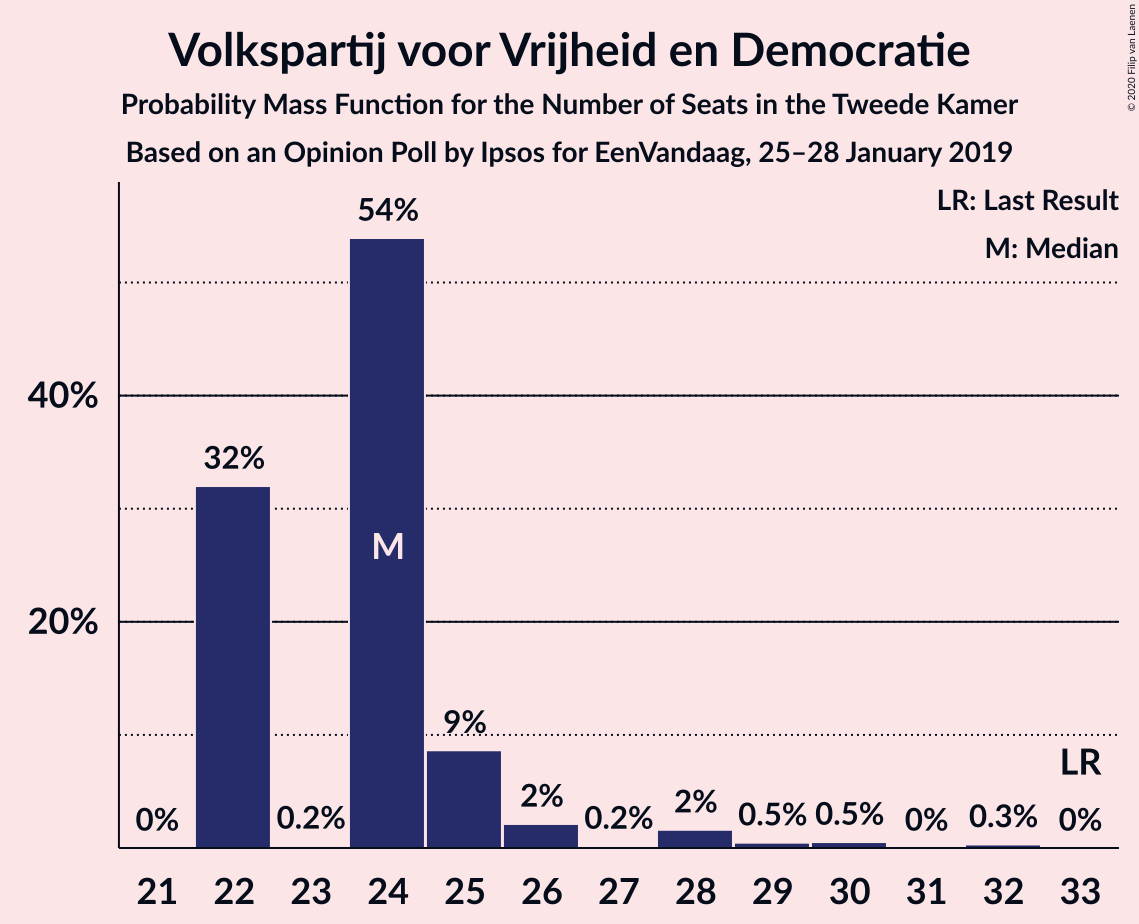 Volkspartij voor Vrijheid en Democratie
Probability Mass Function for the Number of Seats in the Tweede Kamer
Based on an Opinion Poll by Ipsos for EenVandaag, 25–28 January 2019
© 2020 Filip van Laenen
LR: Last Result
M: Median
40%
20%
0%
32%
0.2%
54%
M
9%
2%
0.2%
2%
0.5%
0.5%
0%
0.3%
LR
0%
21 22 23 24 25 26 27 28 29 30 31 32 33